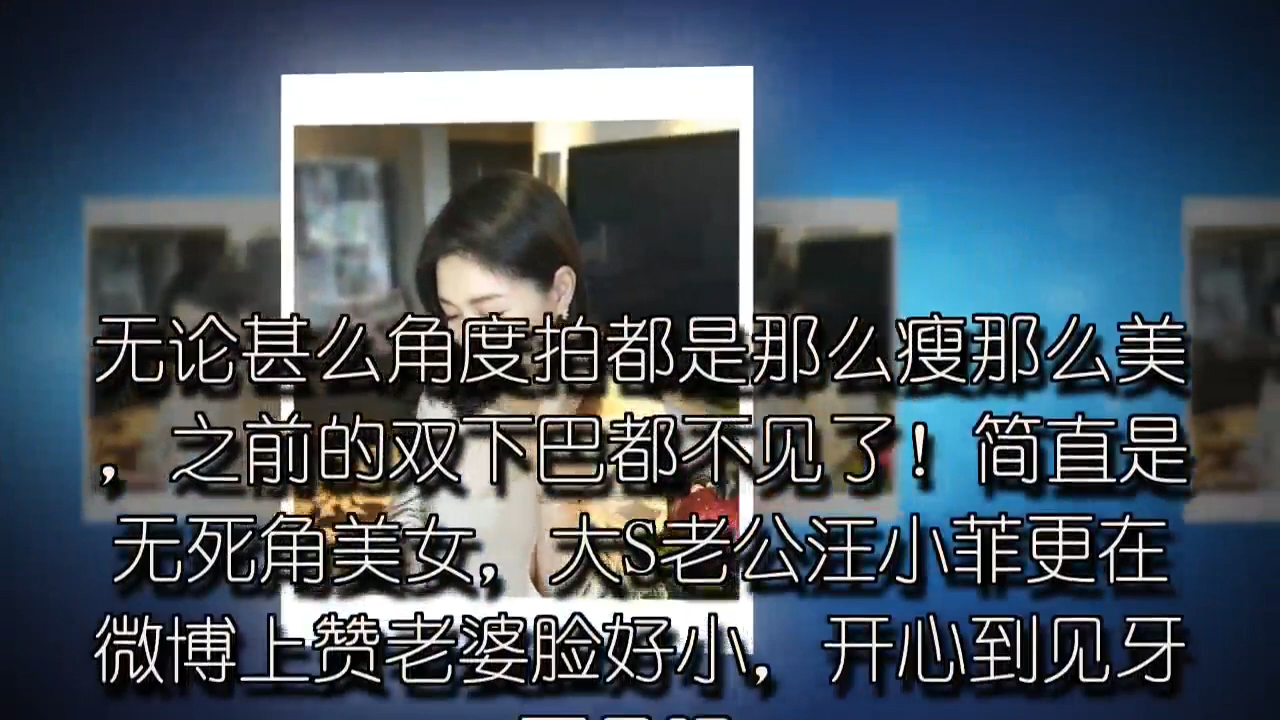 无论甚么角度拍都是那么瘦那么美
，之前的双下巴都不见了！简直是
无死角美女，大S老公汪小菲更在
微博上赞老婆脸好小，开心到见牙